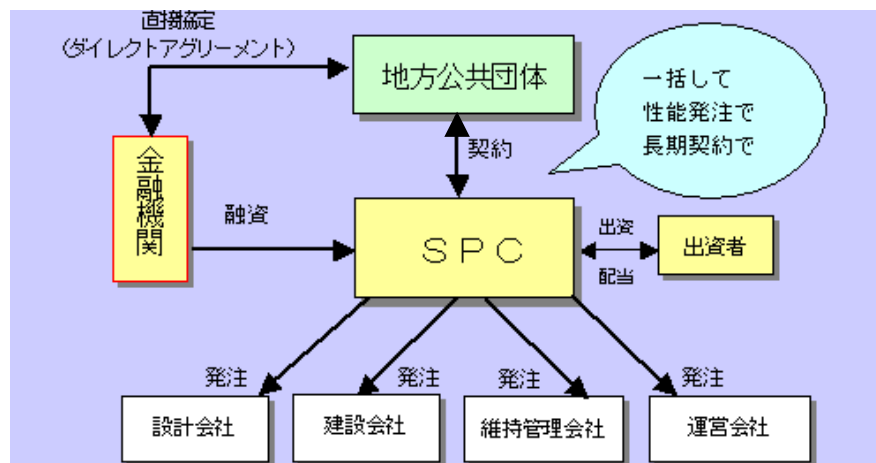 直接協定
（ダイレクトアグリーメント）
地方公共団体
一括して
性能発注で
長期契約で
契約
金融機関
融資
ＳＰＣ
出資
配当
出資者
発注
発注
発注
発注
設計会社
建設会社
維持管理会社
運営会社